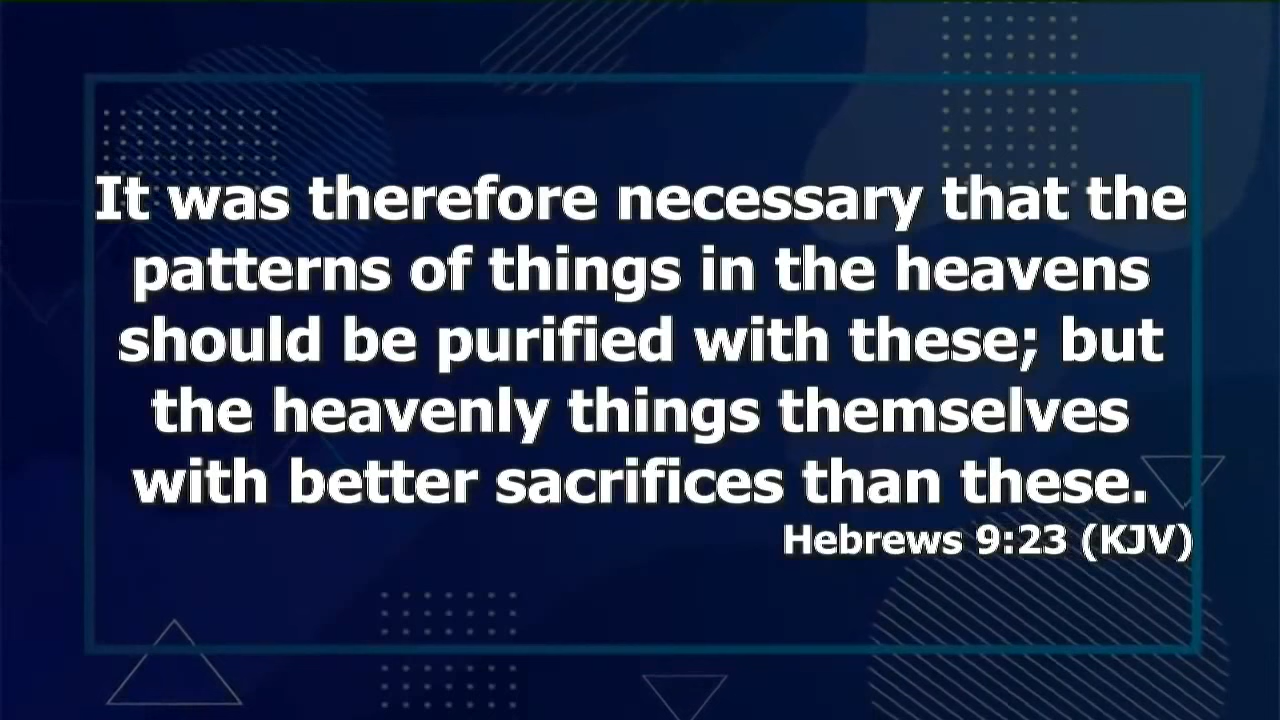 It was therefore necessary that the
patterns of things in the heavens
should be purified with these; but
the heavenly things themselves
with better sacrifices than these.
Hebrews 9:23 (KJV)